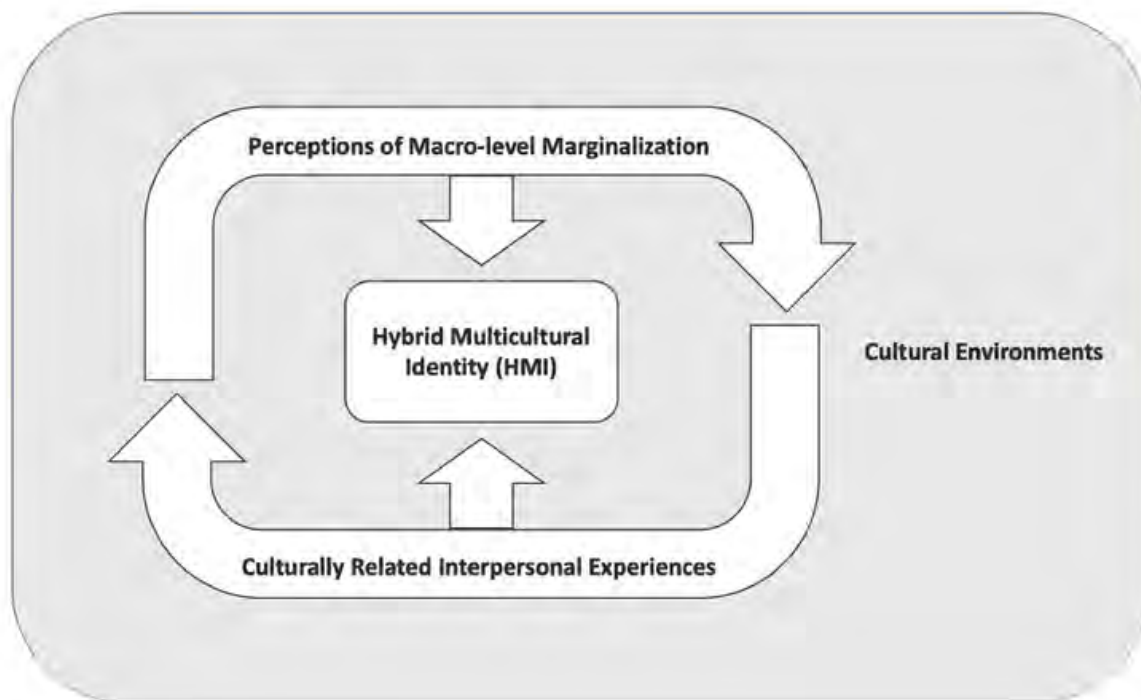 Perceptions of Macro-level Marginalization
Hybrid Multicultural
Identity (HMI)
Cultural Environments
Culturally Related Interpersonal Experiences